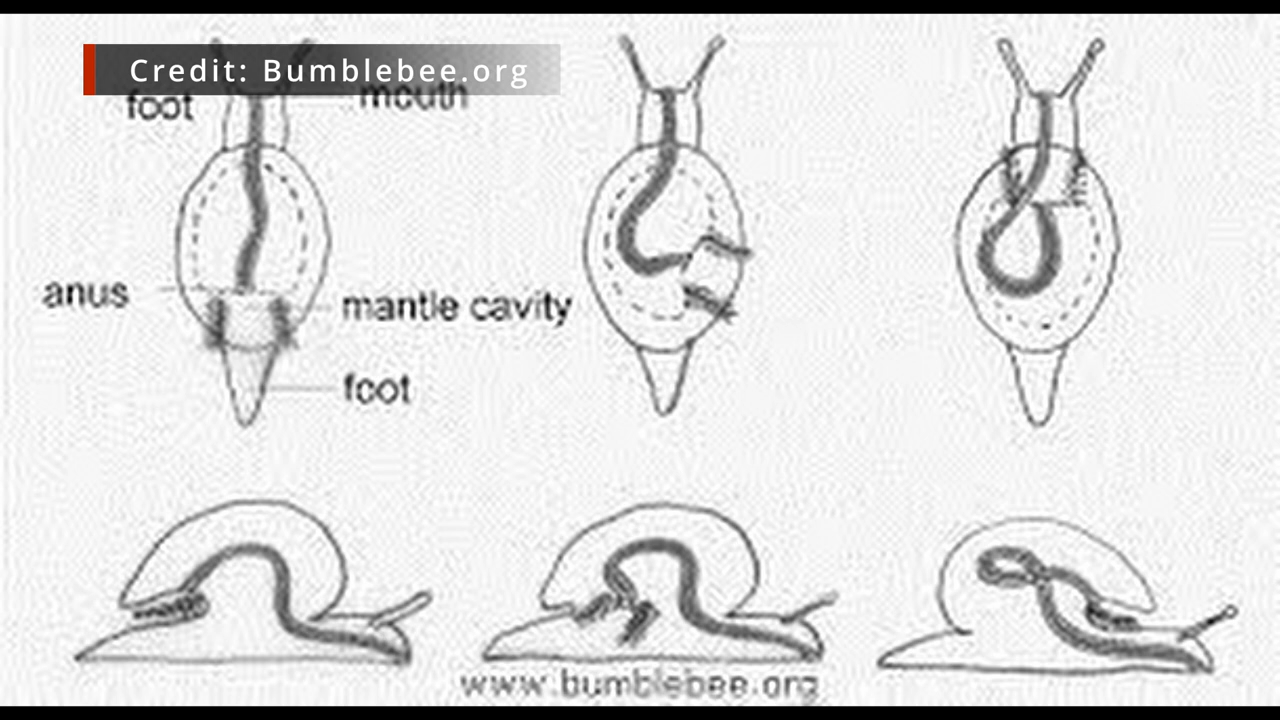 Credit: Bumblebee.org
foot
mouth
anus
mantle cavity
foot
www.bumblebee.org